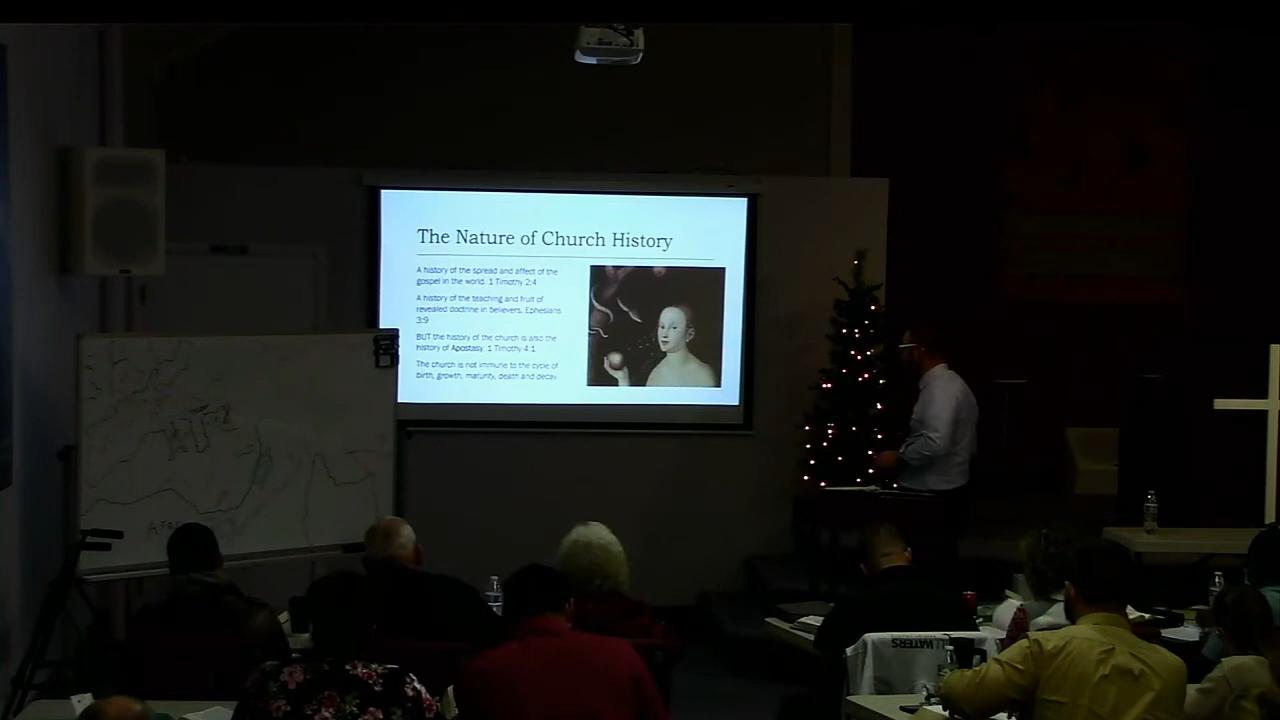 The Nature of Church History
A history of the spread and affect of the
gospel in the world. 1 Timothy 2:4
A history of the teaching and fruit of
revealed doctrine in believers. Ephesians
3:9
BUT the history of the church is also the
history of Apostasy. 1 Timothy 4:1
The church is not immune to the cycle of
birth, growth, maturity, death and decay
WATERS